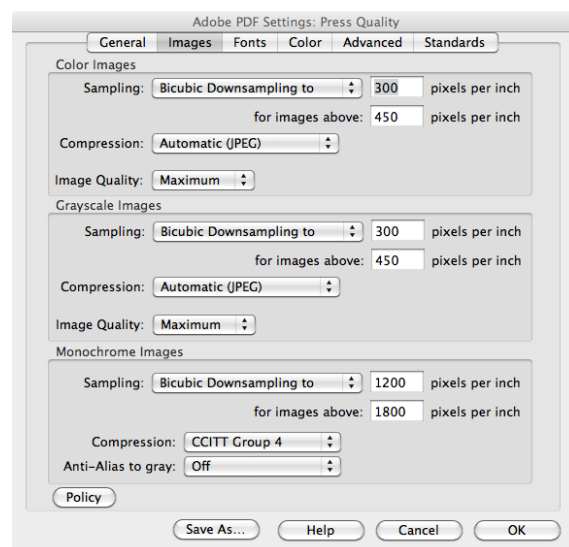 Adobe PDF Settings: Press Quality
General Images Fonts Color Advanced Standards
Color Images
Sampling: Bicubic Downsampling to 300 pixels per inch
for images above: 450 pixels per inch
Compression: Automatic (JPEG)
Image Quality: Maximum
Grayscale Images
Sampling: Bicubic Downsampling to 300 pixels per inch
for images above: 450 pixels per inch
Compression: Automatic (JPEG)
Image Quality: Maximum
Monochrome Images
Sampling: Bicubic Downsampling to 1200 pixels per inch
for images above: 1800 pixels per inch
Compression: CCITT Group 4
Anti-Alias to gray: Off
Policy
Save As... Help Cancel OK